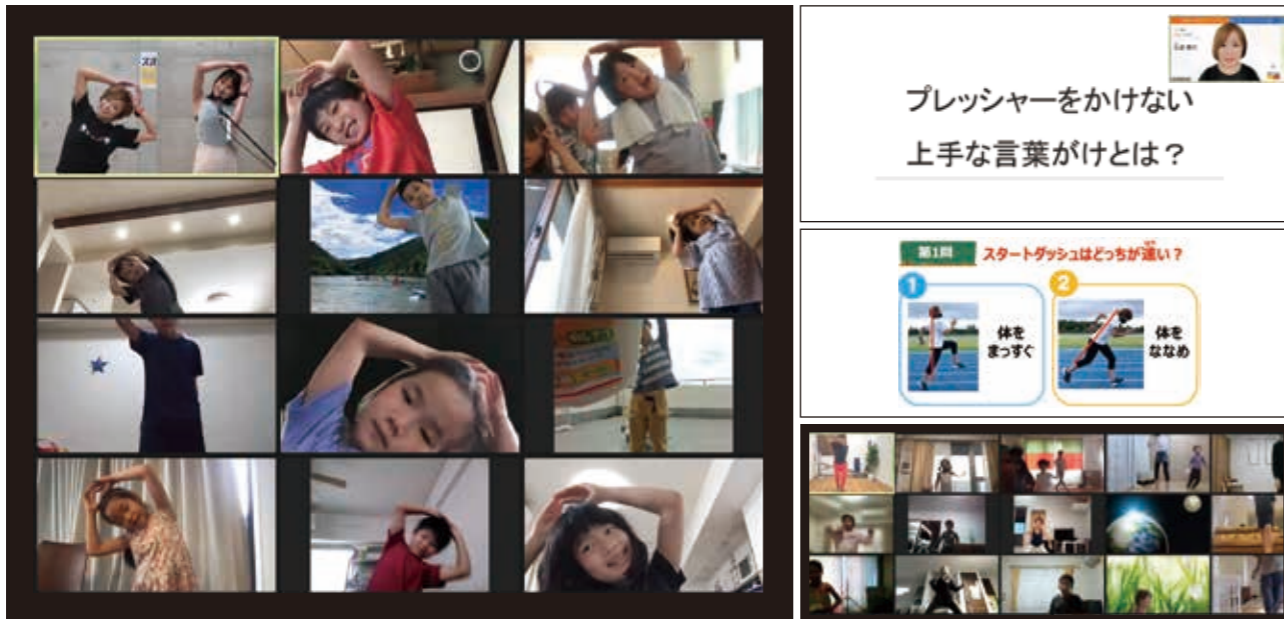 プレッシャーをかけない
上手な言葉がけとは？
第1問
スタートダッシュはどっちが速い？
1
体を
まっすぐ
2
体を
ななめ